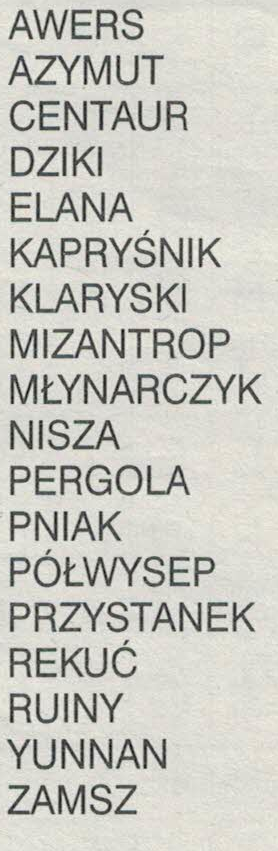 AWERS
AZYMUT
CENTAUR
DZIKI
ELANA
KAPRYŚNIK
KLARYSKI
MIZANTROP
MŁYNARCZYK
NISZA
PERGOLA
PNIAK
PÓŁWYSEP
PRZYSTANEK
REKUĆ
RUINY
YUNNAN
ZAMSZ